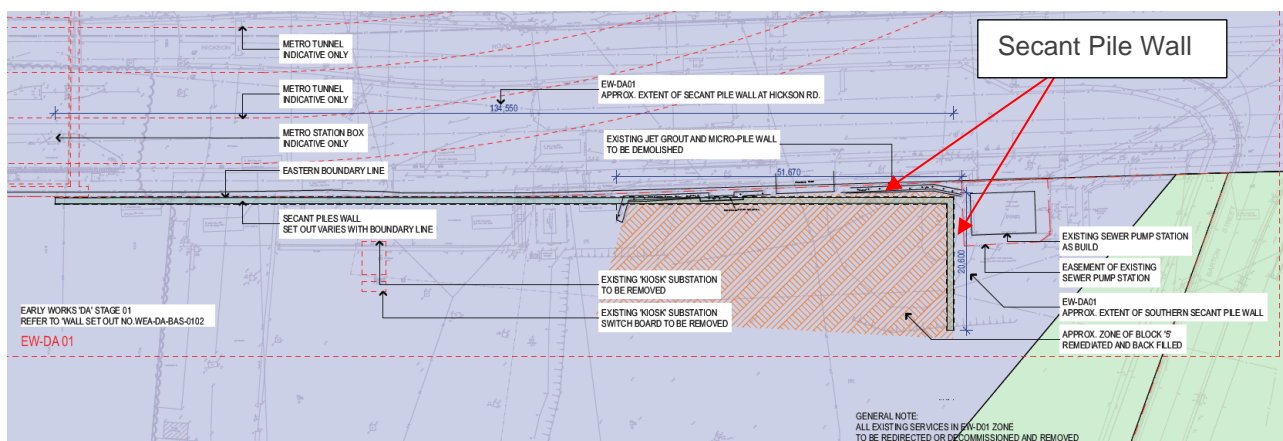 Secant Pile Wall
METRO TUNNEL
INDICATIVE ONLY
METRO TUNNEL
INDICATIVE ONLY
METRO STATION BOX
INDICATIVE ONLY
EASTERN BOUNDARY LINE
SECANT PILES WALL
SET OUT VARIES WITH BOUNDARY LINE
EW-DA01
APPROX. EXTENT OF SECANT PILE WALL AT HICKSON RD.
134,550
EXISTING JET GROUT AND MICRO-PILE WALL
TO BE DEMOLISHED
51,670
20,600
EXISTING 'KIOSK' SUBSTATION
TO BE REMOVED
EXISTING 'KIOSK' SUBSTATION
SWITCH BOARD TO BE REMOVED
EXISTING SEWER PUMP STATION
AS BUILD
EASEMENT OF EXISTING
SEWER PUMP STATION
EW-DA01
APPROX. EXTENT OF SOUTHERN SECANT PILE WALL
APPROX. ZONE OF BLOCK '5'
REMEDIATED AND BACK FILLED
EARLY WORKS 'DA' STAGE 01
REFER TO 'WALL SET OUT NO.WEA-DA-BAS-0102
EW-DA 01
GENERAL NOTE:
ALL EXISTING SERVICES IN EW-D01 ZONE
TO BE REDIRECTED OR DECOMMISSIONED AND REMOVED
HICKSON